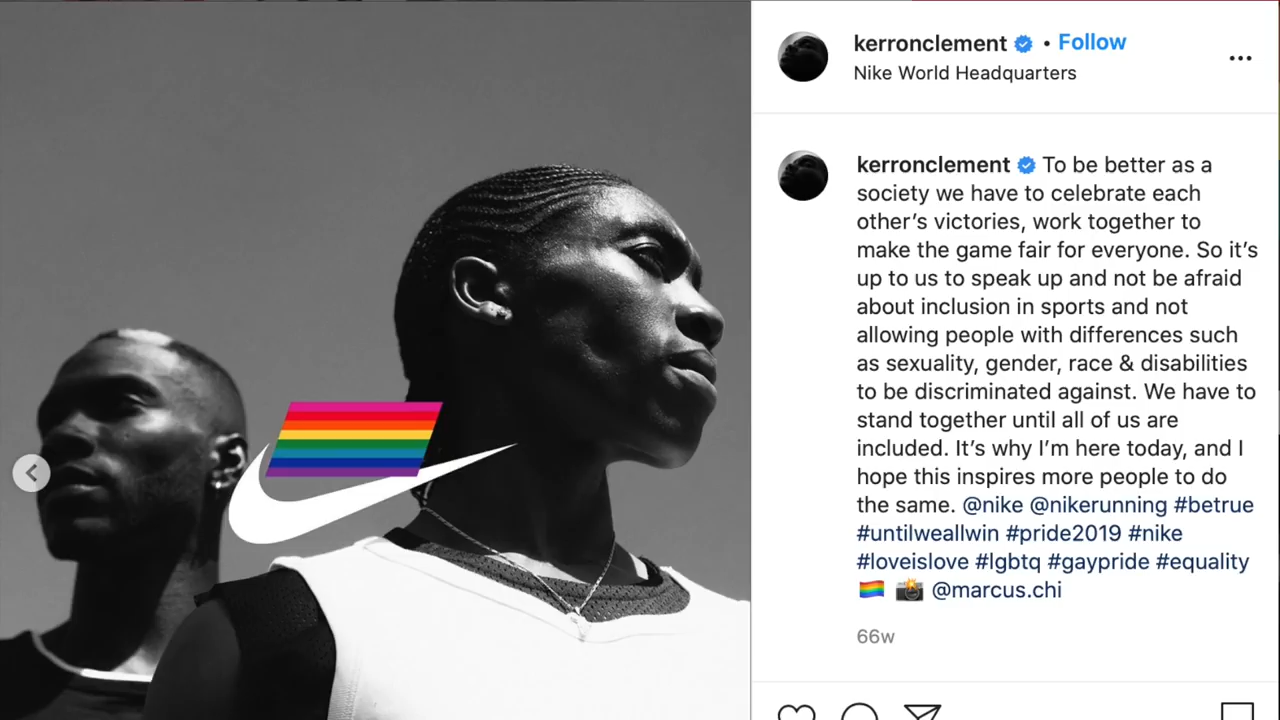 kerronclement • Follow
Nike World Headquarters
kerronclement To be better as a
society we have to celebrate each
other’s victories, work together to
make the game fair for everyone. So it’s
up to us to speak up and not be afraid
about inclusion in sports and not
allowing people with differences such
as sexuality, gender, race & disabilities
to be discriminated against. We have to
stand together until all of us are
included. It’s why I’m here today, and I
hope this inspires more people to do
the same. @nike @nikerunning #betrue
#untilweallwin #pride2019 #nike
#loveislove #lgbtq #gaypride #equality
🏳️‍🌈 📸 @marcus.chi
66w